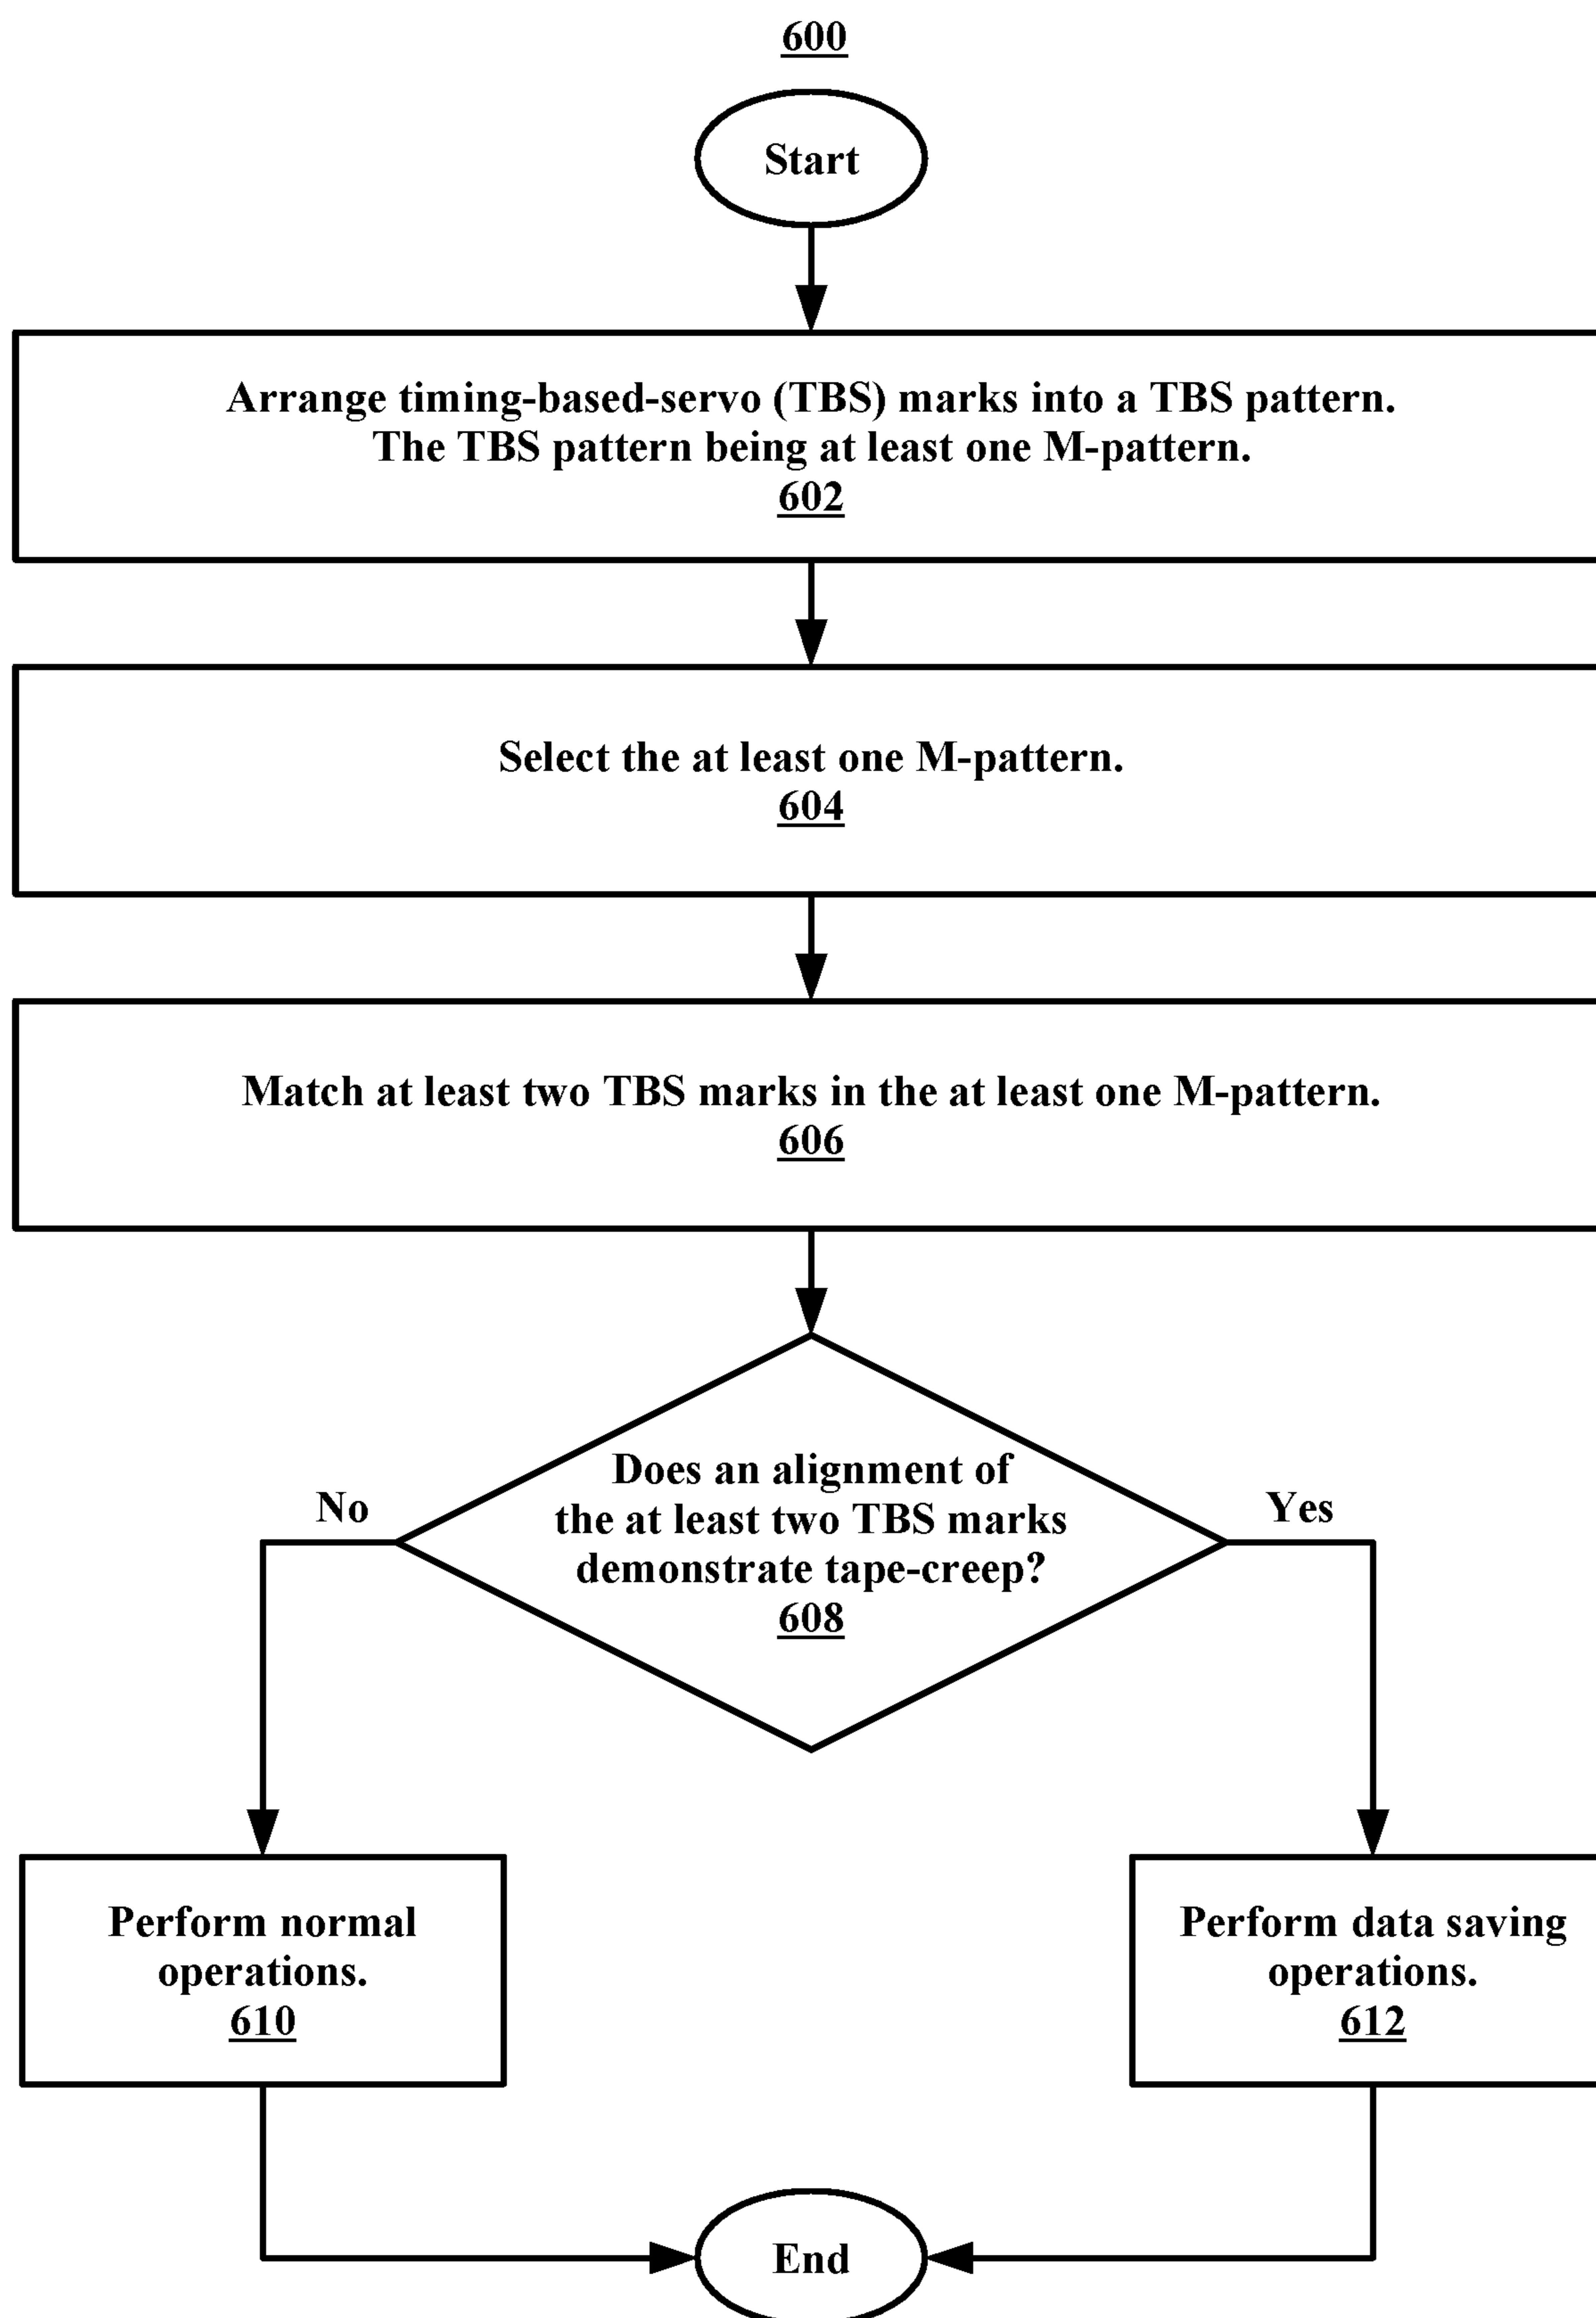 600
Start
Arrange timing-based-servo (TBS) marks into a TBS pattern.
The TBS pattern being at least one M-pattern.
602
Select the at least one M-pattern.
604
Match at least two TBS marks in the at least one M-pattern.
606
Does an alignment of
the at least two TBS marks
demonstrate tape-creep?
608
No
Yes
Perform normal
operations.
610
Perform data saving
operations.
612
End